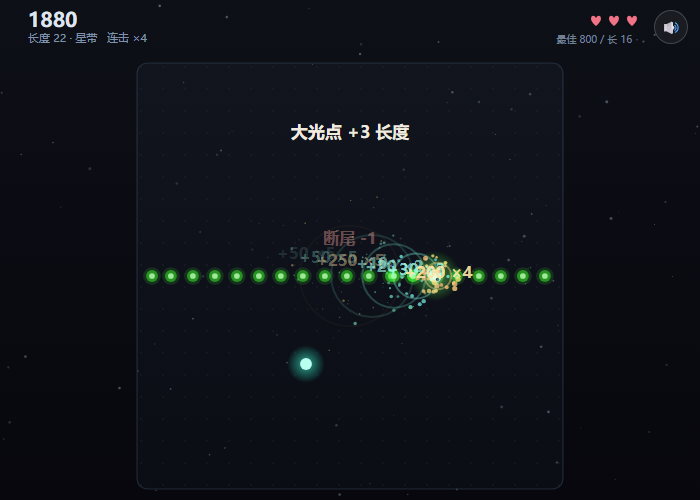 1880
长度 22 · 星带 连击 ×4
最佳 800 / 长 16
大光点 +3 长度
断尾 -1
+200 ×4